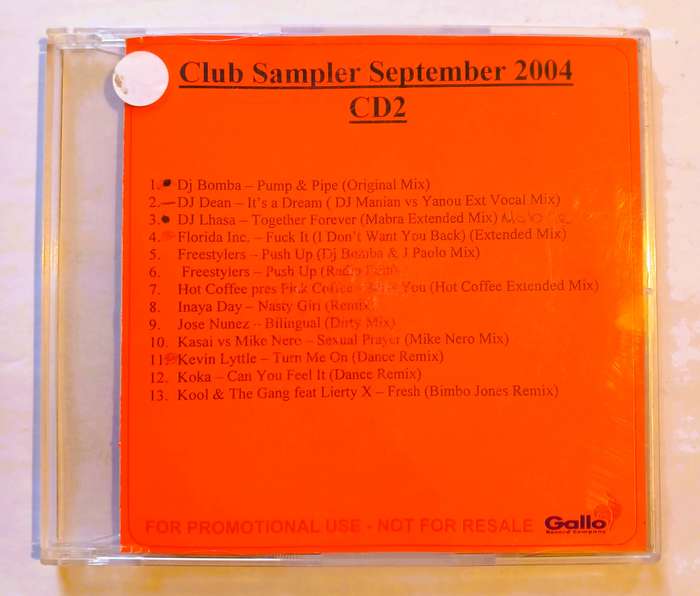 Club Sampler September 2004
CD2
1. Dj Bomba – Pump & Pipe (Original Mix)
2. DJ Dean – It's a Dream ( DJ Manian vs Yanou Ext Vocal Mix)
3. DJ Lhasa – Together Forever (Mabra Extended Mix)
4. Florida Inc. – Fuck It (I Don't Want You Back) (Extended Mix)
5. Freestylers – Push Up (Dj Bomba & J Paolo Mix)
6. Freestylers – Push Up (Radio Edit)
7. Hot Coffee pres Fick Coffee You (Hot Coffee Extended Mix)
8. Inaya Day – Nasty Girl (Remix)
9. Jose Nunez – Bilingual (Dirty Mix)
10. Kasai vs Mike Nero – Sexual Prayer (Mike Nero Mix)
11. Kevin Lyttle – Turn Me On (Dance Remix)
12. Koka – Can You Feel It (Dance Remix)
13. Kool & The Gang feat Lierty X – Fresh (Bimbo Jones Remix)
FOR PROMOTIONAL USE - NOT FOR RESALE
Gallo
Record Company